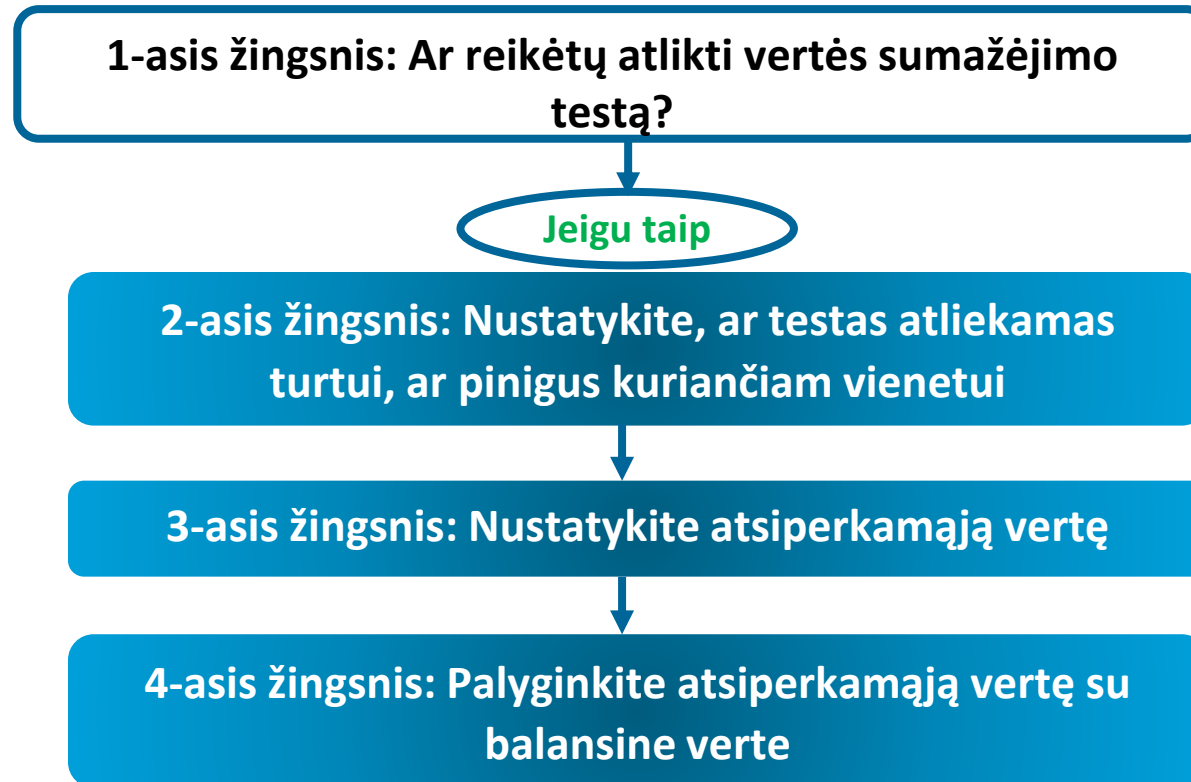 1-asis žingsnis: Ar reikėtų atlikti vertės sumažėjimo
testą?
Jeigu taip
2-asis žingsnis: Nustatykite, ar testas atliekamas
turtui, ar pinigus kuriančiam vienetui
3-asis žingsnis: Nustatykite atsiperkamąją vertę
4-asis žingsnis: Palyginkite atsiperkamąją vertę su
balansine verte